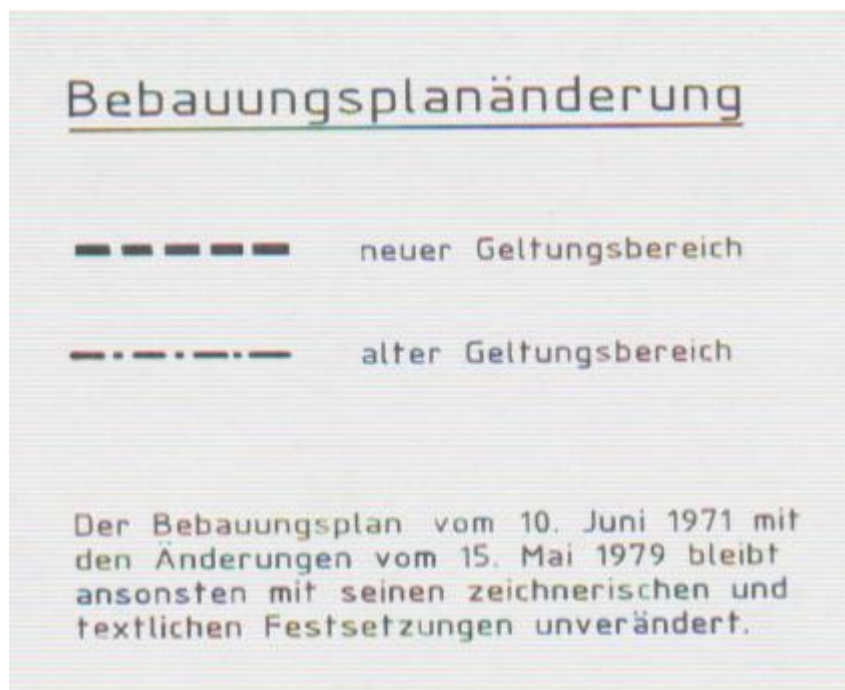 Bebauungsplanänderung
neuer Geltungsbereich
alter Geltungsbereich
Der Bebauungsplan vom 10. Juni 1971 mit
den Änderungen vom 15. Mai 1979 bleibt
ansonsten mit seinen zeichnerischen und
textlichen Festsetzungen unverändert.